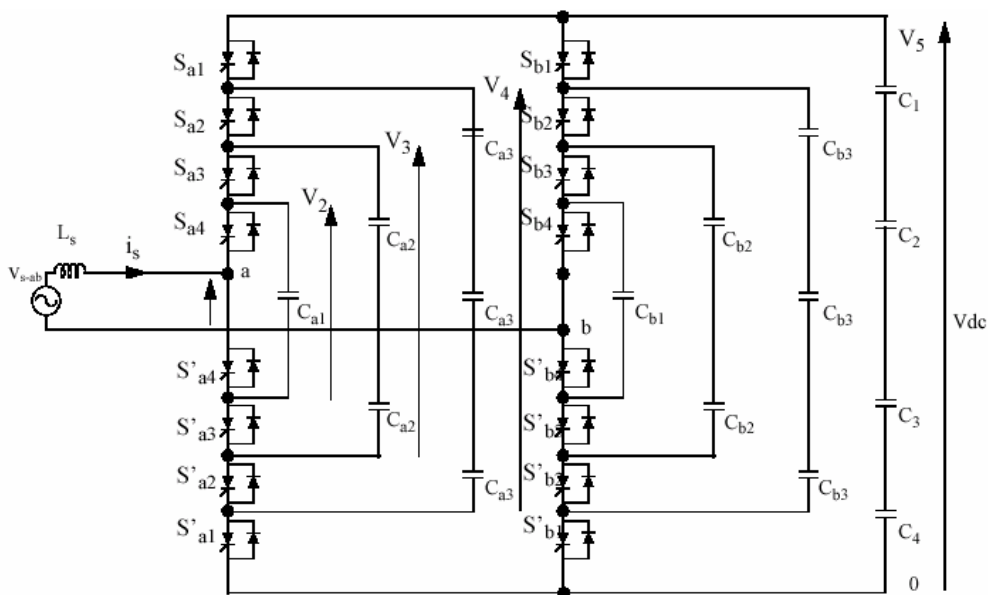 V5
Sa1
Sb1
V4
C1
Sa2
Sb2
V3
Ca3
Cb3
Sa3
Sb3
V2
Sa4
Sb4
Ca2
Cb2
C2
Ls
is
Vs-ab
a
Ca1
Ca3
Cb1
Cb3
Vdc
b
S'a4
S'b
Ca2
Cb2
C3
S'a3
S'b
S'a2
S'b
Ca3
Cb3
S'a1
S'b1
C4
0